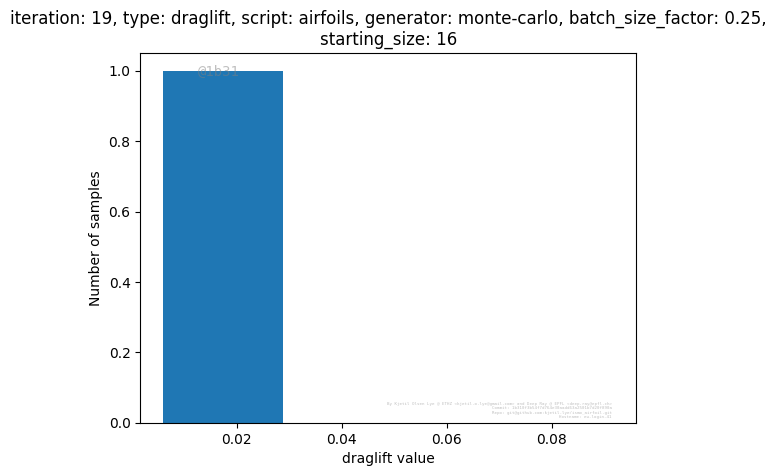 iteration: 19, type: draglift, script: airfoils, generator: monte-carlo, batch_size_factor: 0.25,
starting_size: 16
@1b31
1.0
0.8
0.6
0.4
0.2
0.0
Number of samples
0.02
0.04
0.06
0.08
draglift value